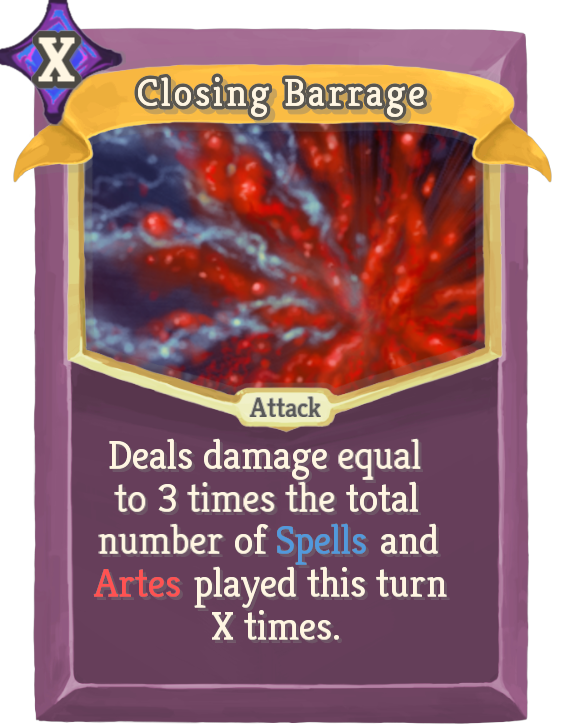 X
Closing Barrage
Attack
Deals damage equal
to 3 times the total
number of Spells and
Artes played this turn
X times.